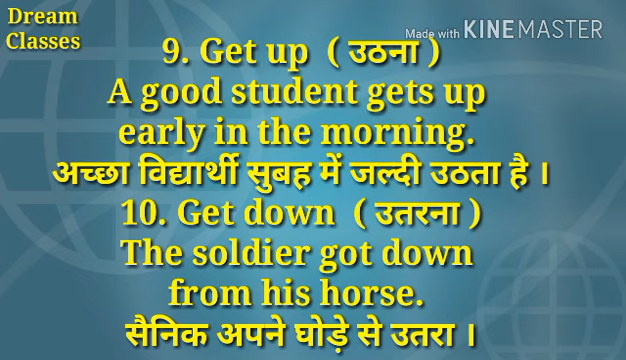 Dream
Classes
Made with KINEMASTER
9. Get up ( उठना )
A good student gets up
early in the morning.
अच्छा विद्यार्थी सुबह में जल्दी उठता है ।
10. Get down ( उतरना )
The soldier got down
from his horse.
सैनिक अपने घोड़े से उतरा ।